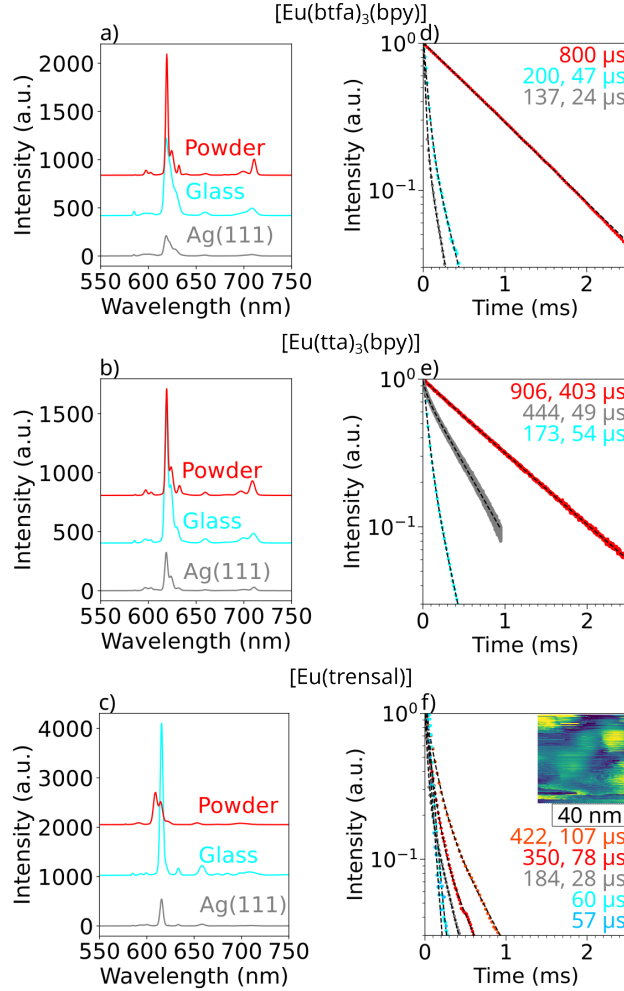 [Eu(btfa)₃(bpy)]
a)
Intensity (a.u.)
2000
1500
1000
500
0
Powder
Glass
Ag(111)
550 600 650 700 750
Wavelength (nm)
d)
Intensity (a.u.)
10⁰
10⁻¹
800 µs
200, 47 µs
137, 24 µs
0 1 2
Time (ms)
[Eu(tta)₃(bpy)]
b)
Intensity (a.u.)
1500
1000
500
0
Powder
Glass
Ag(111)
550 600 650 700 750
Wavelength (nm)
e)
Intensity (a.u.)
10⁰
10⁻¹
906, 403 µs
444, 49 µs
173, 54 µs
0 1 2
Time (ms)
[Eu(trensal)]
c)
Intensity (a.u.)
4000
3000
2000
1000
0
Powder
Glass
Ag(111)
550 600 650 700 750
Wavelength (nm)
f)
Intensity (a.u.)
10⁰
10⁻¹
40 nm
422, 107 µs
350, 78 µs
184, 28 µs
60 µs
57 µs
0 1 2
Time (ms)